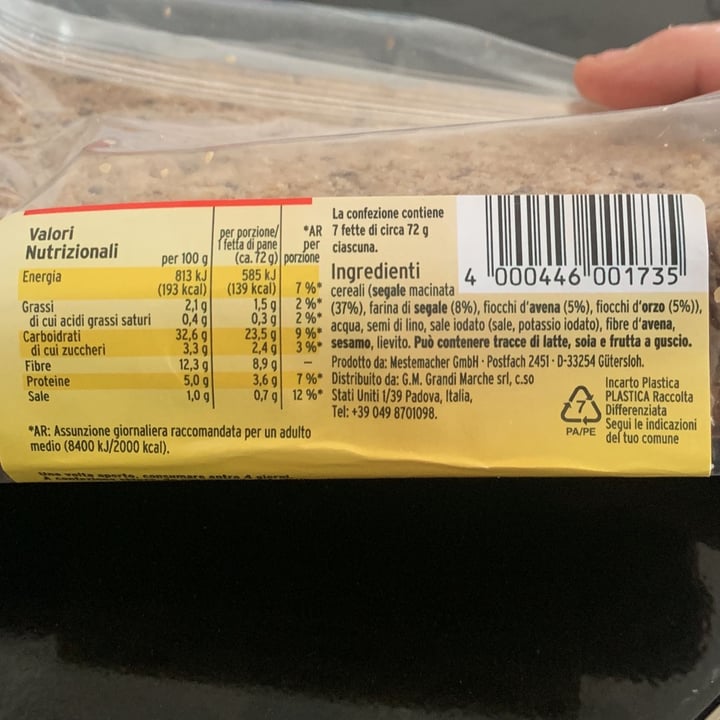 Valori
Nutrizionali
per 100 g
per porzione/
1 fetta di pane
(ca. 72 g)
*AR
per
porzione
Energia 813 kJ 585 kJ
(193 kcal) (139 kcal) 7 %*
Grassi 2,1 g 1,5 g 2 %*
di cui acidi grassi saturi 0,4 g 0,3 g 2 %*
Carboidrati 32,6 g 23,5 g 9 %*
di cui zuccheri 3,3 g 2,4 g 3 %*
Fibre 12,3 g 8,9 g –
Proteine 5,0 g 3,6 g 7 %*
Sale 1,0 g 0,7 g 12 %*
*AR: Assunzione giornaliera raccomandata per un adulto
medio (8400 kJ/2000 kcal).
Una volta aperto, consumare entro 4 giorni.
La confezione contiene
7 fette di circa 72 g
ciascuna.
Ingredienti
cereali (segale macinata
(37%), farina di segale (8%), fiocchi d'avena (5%), fiocchi d'orzo (5%)),
acqua, semi di lino, sale iodato (sale, potassio iodato), fibre d'avena,
sesamo, lievito. Può contenere tracce di latte, soia e frutta a guscio.
Prodotto da: Mestemacher GmbH · Postfach 2451 · D-33254 Gütersloh.
Distribuito da: G.M. Grandi Marche srl, c.so
Stati Uniti 1/39 Padova, Italia,
Tel: +39 049 8701098.
4 000446 001735
7
PA/PE
Incarto Plastica
PLASTICA Raccolta
Differenziata
Segui le indicazioni
del tuo comune